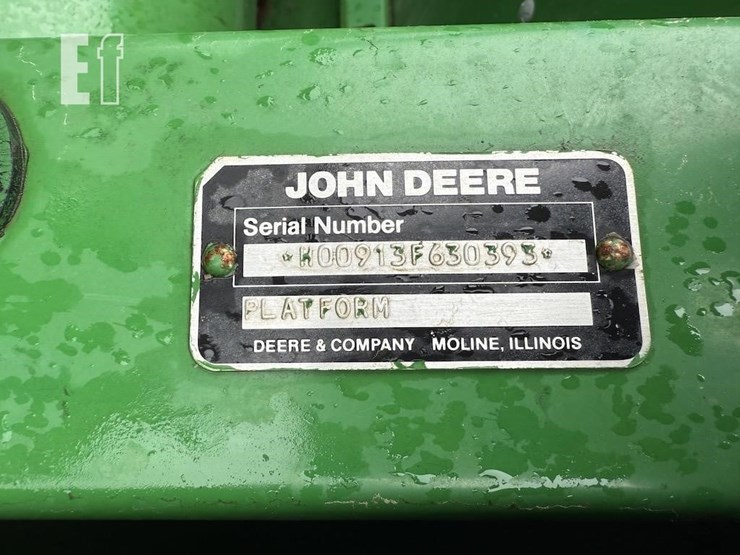 Ef
JOHN DEERE
Serial Number
*H00913F630393*
PLATFORM
DEERE & COMPANY MOLINE, ILLINOIS